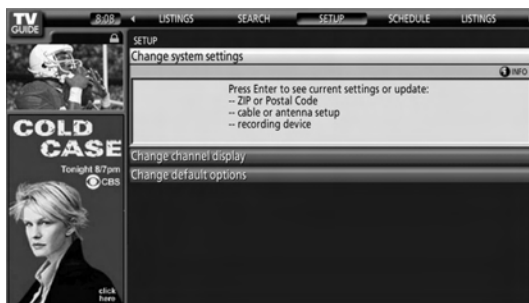 TV
GUIDE
8:08
LISTINGS
SEARCH
SETUP
SCHEDULE
LISTINGS
SETUP
Change system settings
i INFO
Press Enter to see current settings or update:
-- ZIP or Postal Code
-- cable or antenna setup
-- recording device
Change channel display
Change default options
COLD
CASE
Tonight 8/7pm
CBS
click
here